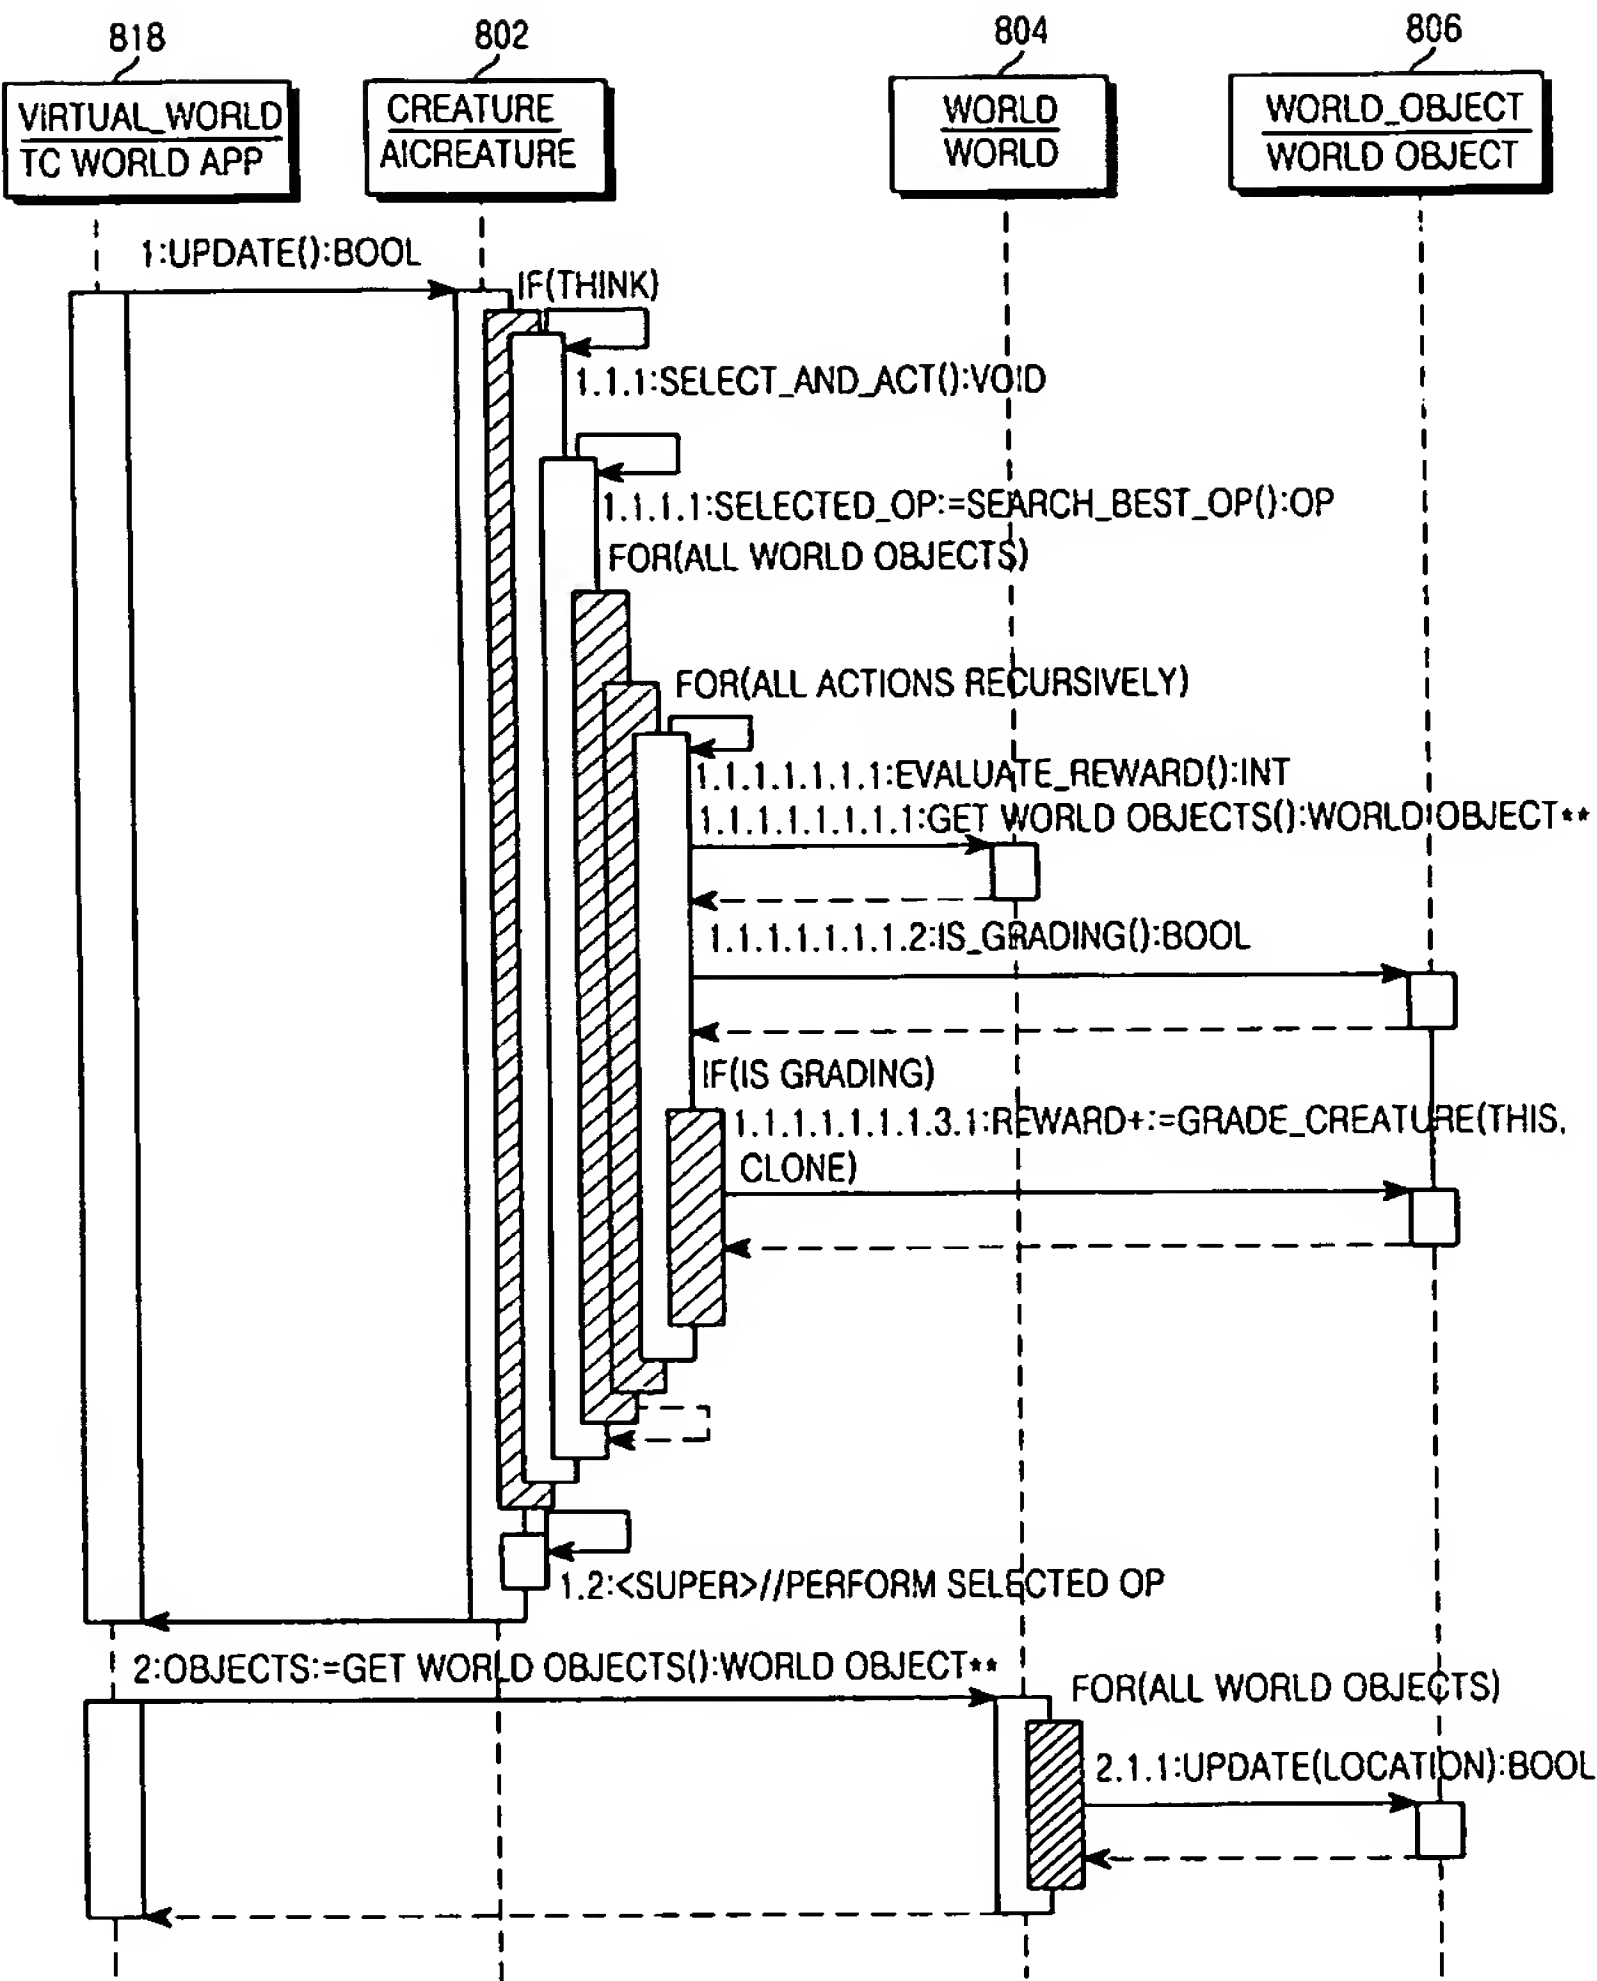 818
802
804
806
VIRTUAL_WORLD
TC WORLD APP
CREATURE
AICREATURE
WORLD
WORLD
WORLD_OBJECT
WORLD OBJECT
1:UPDATE():BOOL
IF(THINK)
1.1.1:SELECT_AND_ACT():VOID
1.1.1.1:SELECTED_OP:=SEARCH_BEST_OP():OP
FOR(ALL WORLD OBJECTS)
FOR(ALL ACTIONS RECURSIVELY)
1.1.1.1.1.1.1:EVALUATE_REWARD():INT
1.1.1.1.1.1.1.1:GET WORLD OBJECTS():WORLD OBJECT**
1.1.1.1.1.1.1.2:IS_GRADING():BOOL
IF(IS GRADING)
1.1.1.1.1.1.1.3.1:REWARD+:=GRADE_CREATURE(THIS,
CLONE)
1.2:<SUPER>//PERFORM SELECTED OP
2:OBJECTS:=GET WORLD OBJECTS():WORLD OBJECT**
FOR(ALL WORLD OBJECTS)
2.1.1:UPDATE(LOCATION):BOOL